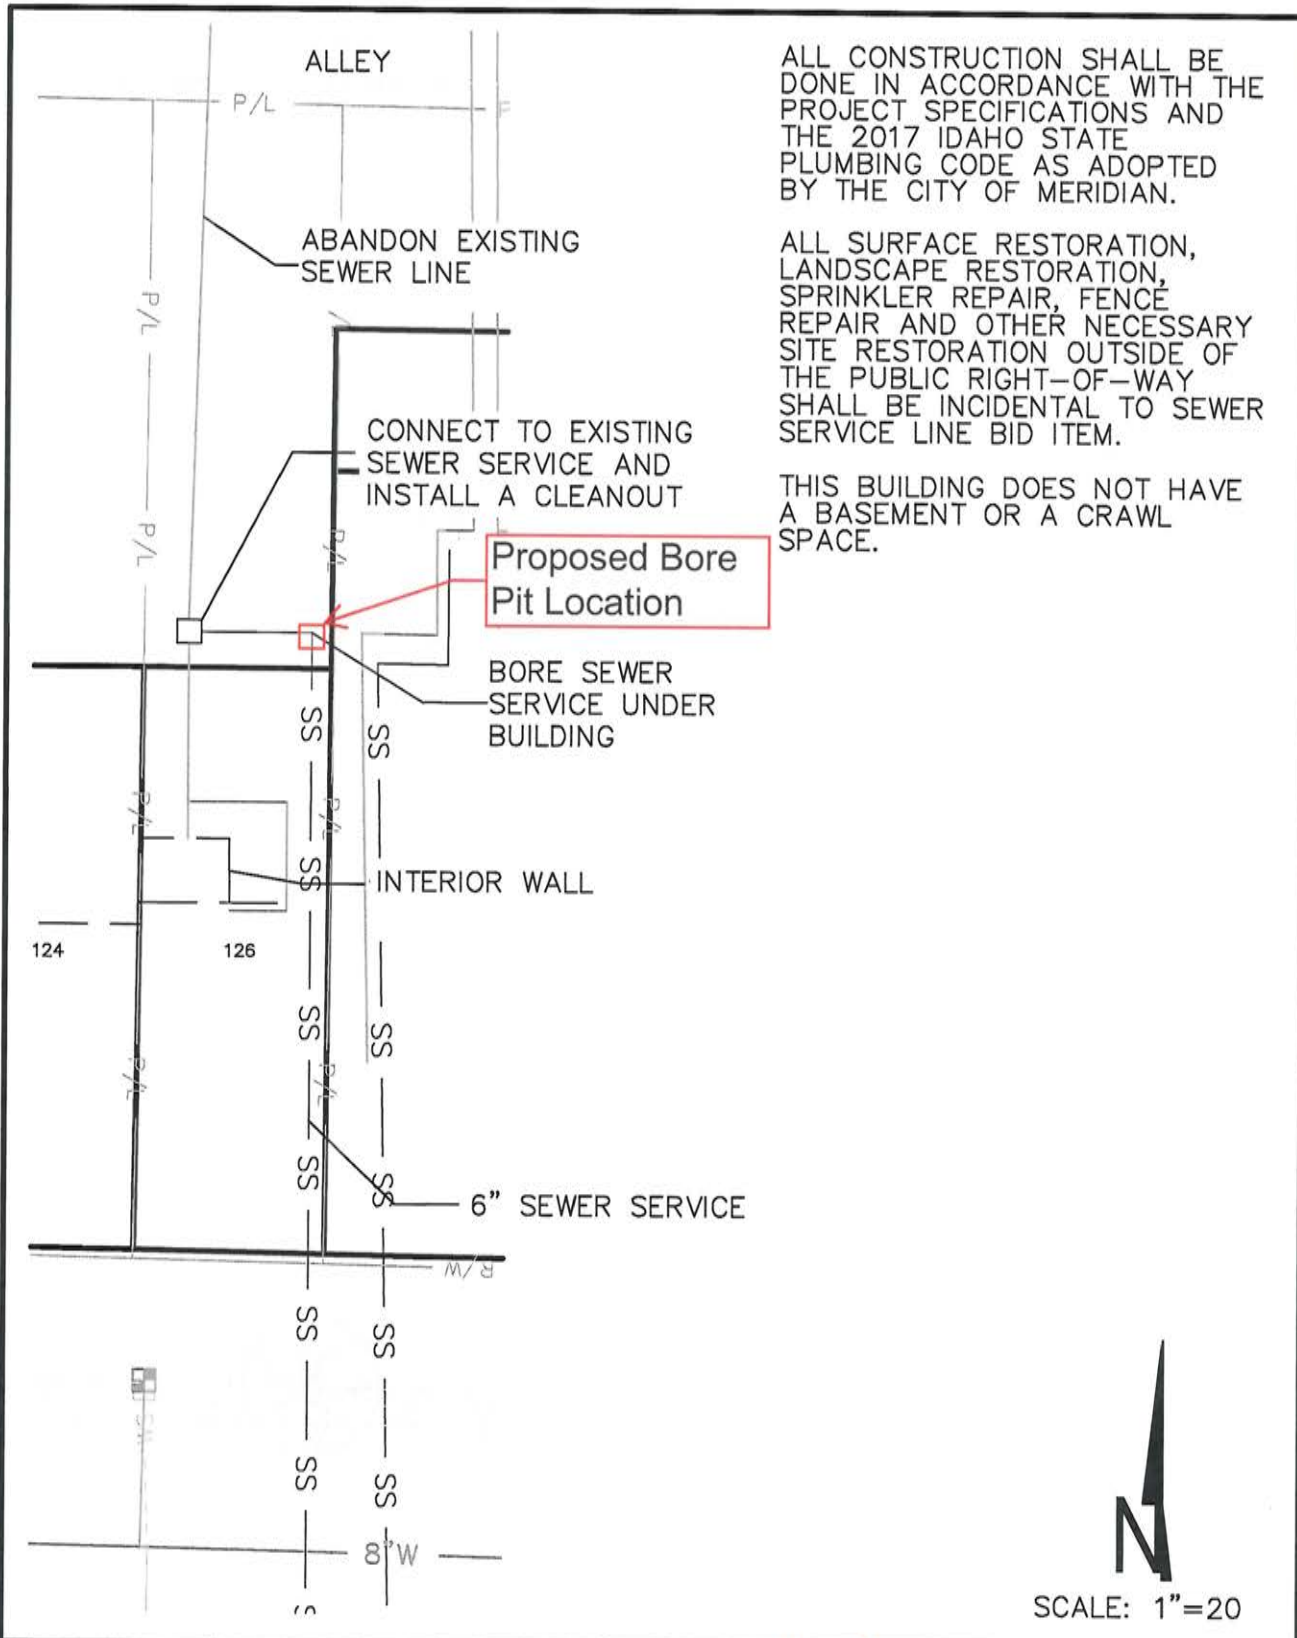 ALLEY
P/L
ABANDON EXISTING
SEWER LINE
P/L
CONNECT TO EXISTING
SEWER SERVICE AND
INSTALL A CLEANOUT
P/L
P/L
Proposed Bore
Pit Location
BORE SEWER
SERVICE UNDER
BUILDING
SS
SS
P/L
P/L
SS
INTERIOR WALL
124
126
SS
SS
P/L
P/L
SS
SS
6" SEWER SERVICE
R/W
SS
SS
SS
SS
8"W
ALL CONSTRUCTION SHALL BE
DONE IN ACCORDANCE WITH THE
PROJECT SPECIFICATIONS AND
THE 2017 IDAHO STATE
PLUMBING CODE AS ADOPTED
BY THE CITY OF MERIDIAN.
ALL SURFACE RESTORATION,
LANDSCAPE RESTORATION,
SPRINKLER REPAIR, FENCE
REPAIR AND OTHER NECESSARY
SITE RESTORATION OUTSIDE OF
THE PUBLIC RIGHT-OF-WAY
SHALL BE INCIDENTAL TO SEWER
SERVICE LINE BID ITEM.
THIS BUILDING DOES NOT HAVE
A BASEMENT OR A CRAWL
SPACE.
N
SCALE: 1"=20